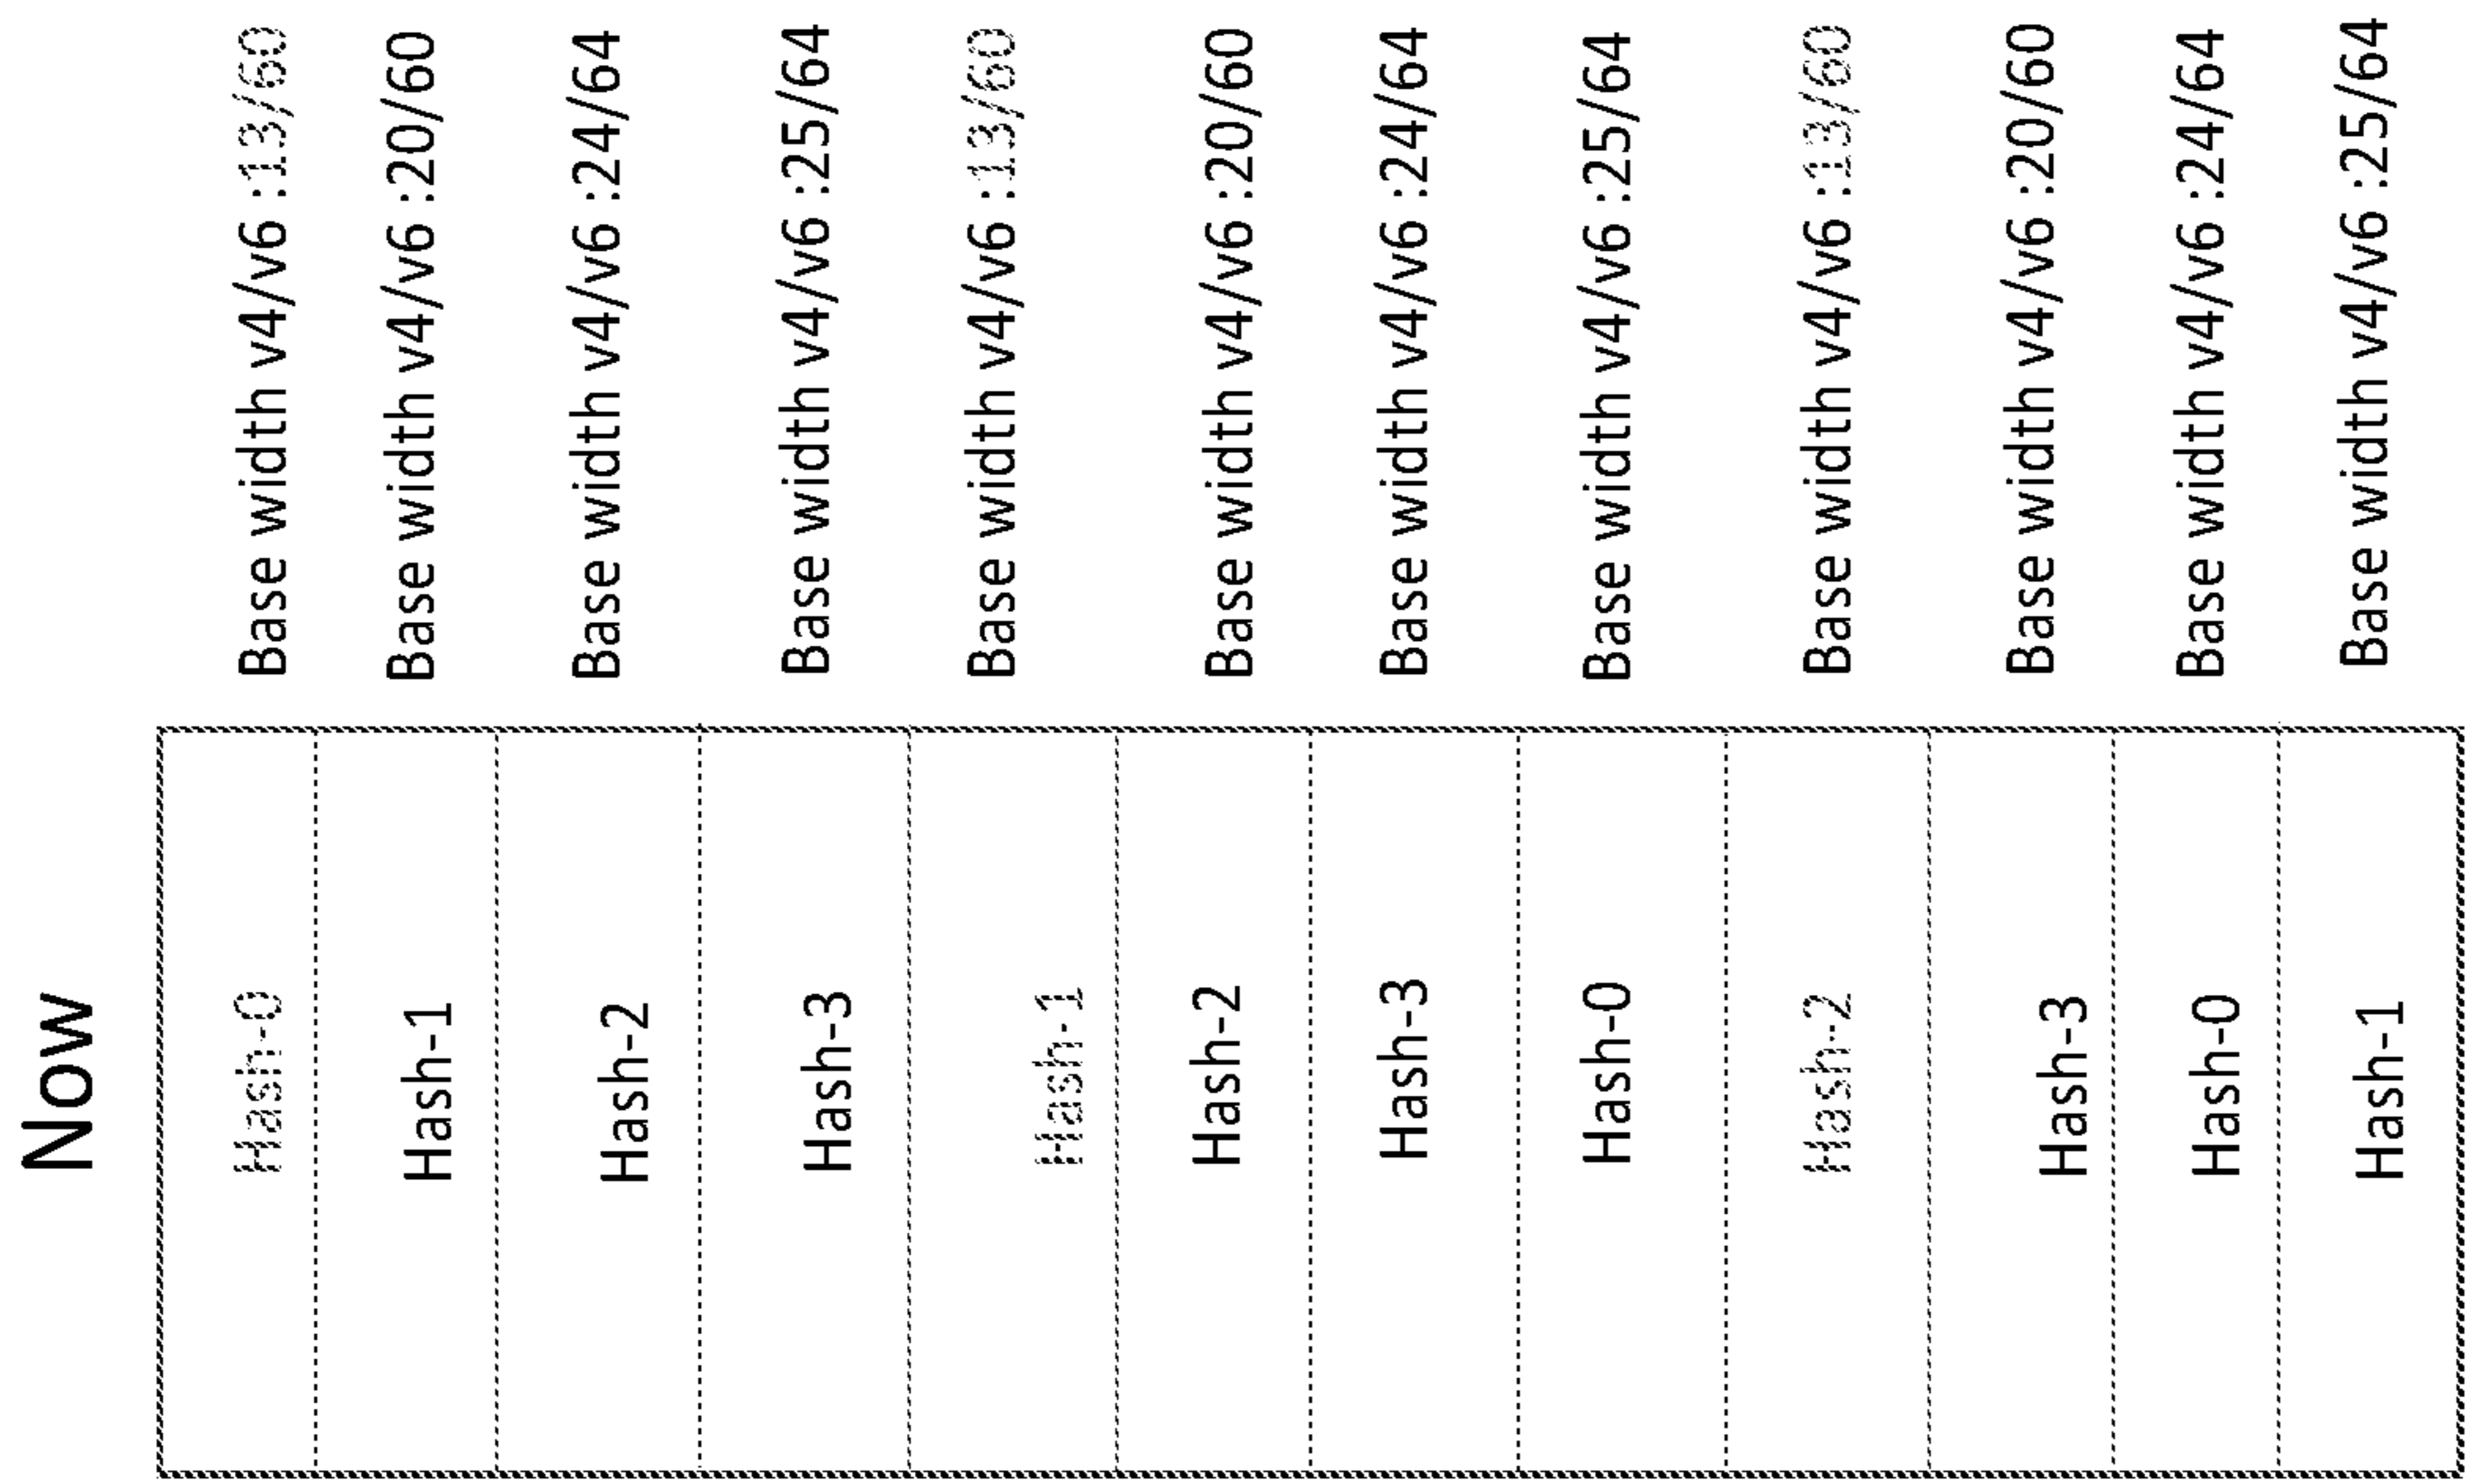 Now
Hash-0 Base width v4/v6 :13/60
Hash-1 Base width v4/v6 :20/60
Hash-2 Base width v4/v6 :24/64
Hash-3 Base width v4/v6 :25/64
Hash-1 Base width v4/v6 :13/60
Hash-2 Base width v4/v6 :20/60
Hash-3 Base width v4/v6 :24/64
Hash-0 Base width v4/v6 :25/64
Hash-2 Base width v4/v6 :13/60
Hash-3 Base width v4/v6 :20/60
Hash-0 Base width v4/v6 :24/64
Hash-1 Base width v4/v6 :25/64